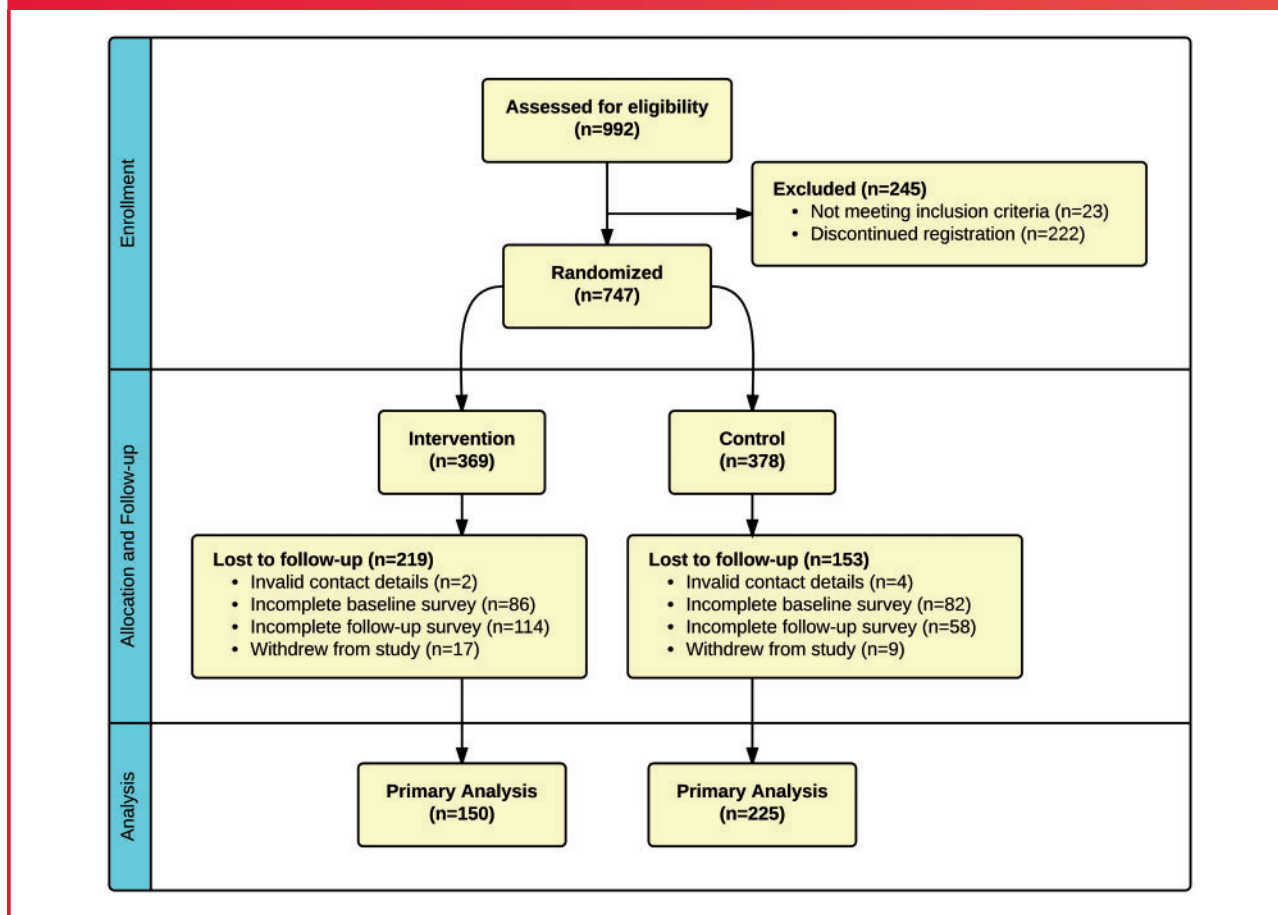 Enrollment
Assessed for eligibility
(n=992)
Excluded (n=245)
• Not meeting inclusion criteria (n=23)
• Discontinued registration (n=222)
Randomized
(n=747)
Allocation and Follow-up
Intervention
(n=369)
Control
(n=378)
Lost to follow-up (n=219)
• Invalid contact details (n=2)
• Incomplete baseline survey (n=86)
• Incomplete follow-up survey (n=114)
• Withdrew from study (n=17)
Lost to follow-up (n=153)
• Invalid contact details (n=4)
• Incomplete baseline survey (n=82)
• Incomplete follow-up survey (n=58)
• Withdrew from study (n=9)
Analysis
Primary Analysis
(n=150)
Primary Analysis
(n=225)